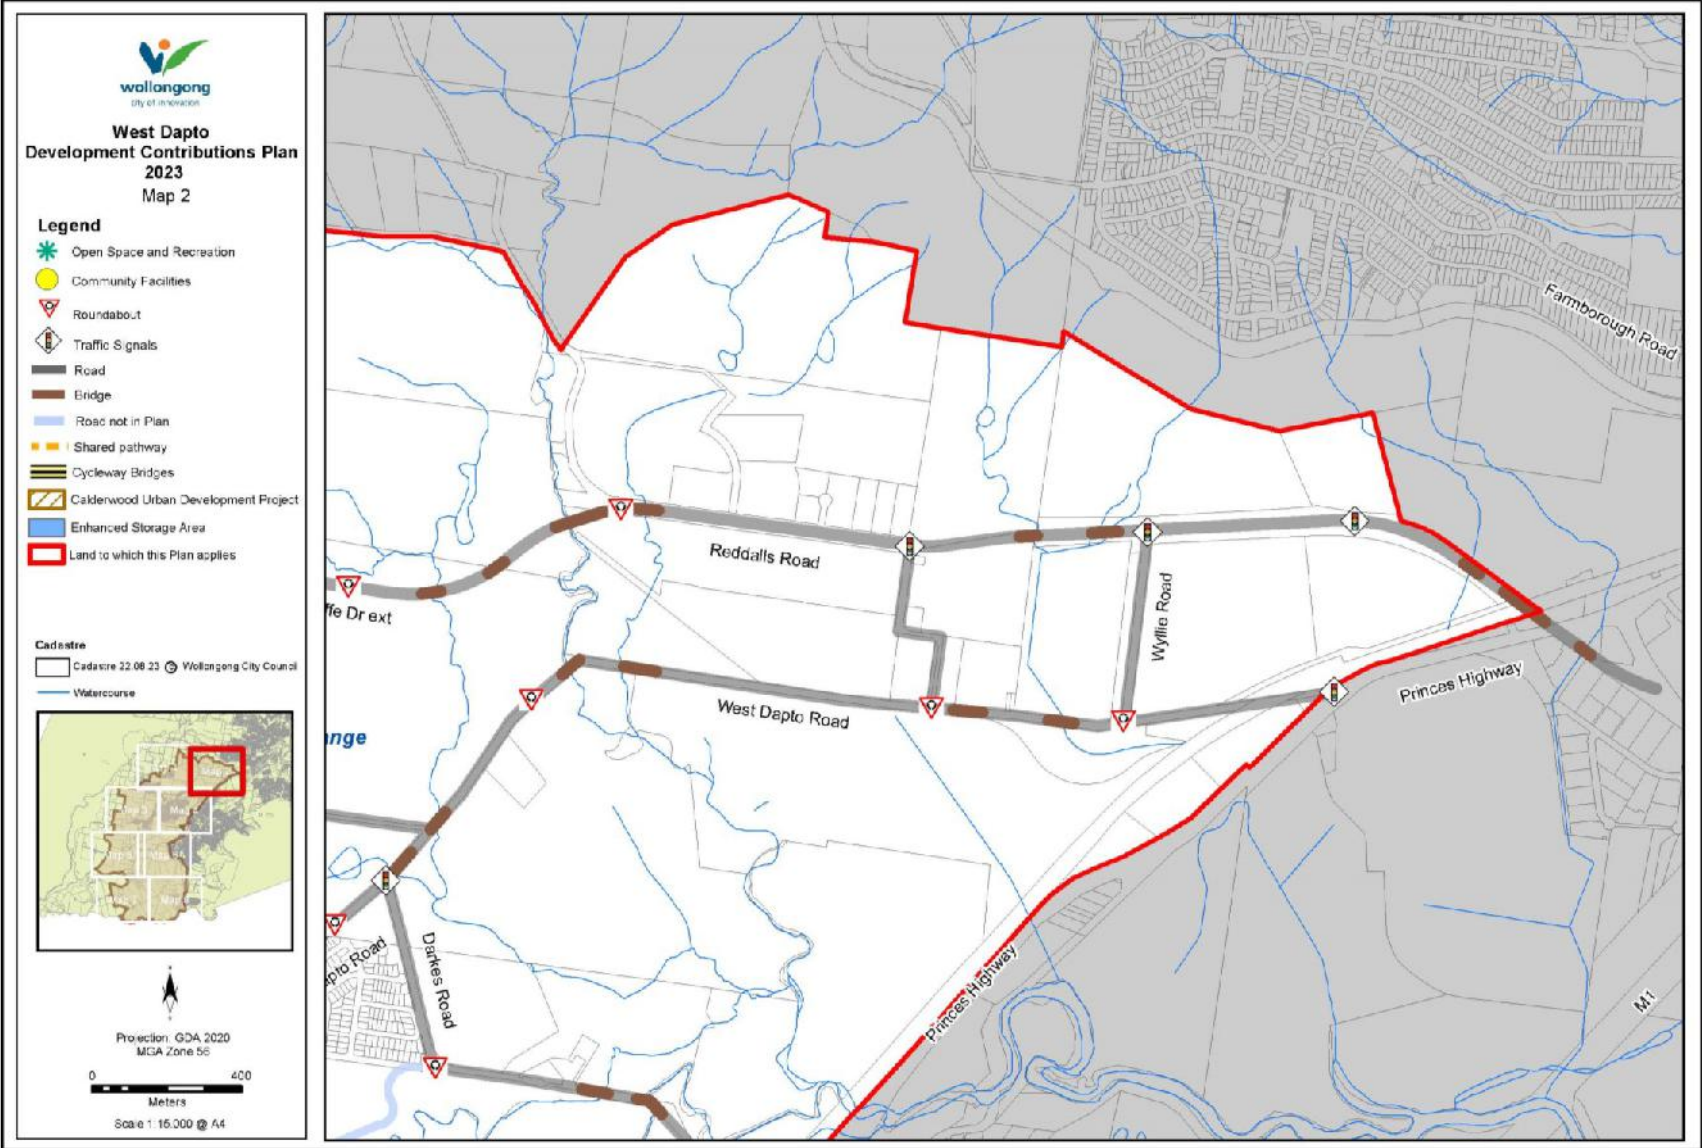 wollongong
city of innovation
West Dapto
Development Contributions Plan
2023
Map 2
Legend
Open Space and Recreation
Community Facilities
Roundabout
Traffic Signals
Road
Bridge
Road not in Plan
Shared pathway
Cycleway Bridges
Calderwood Urban Development Project
Enhanced Storage Area
Land to which this Plan applies
Cadastre
Cadastre 22.08.23 © Wollongong City Council
Watercourse
Projection: GDA 2020
MGA Zone 56
0 400
Meters
Scale 1:15,000 @ A4
Farmborough Road
Reddalls Road
ffe Dr ext
Wyllie Road
Princes Highway
West Dapto Road
nge
apto Road
Darkes Road
Princes Highway
M1